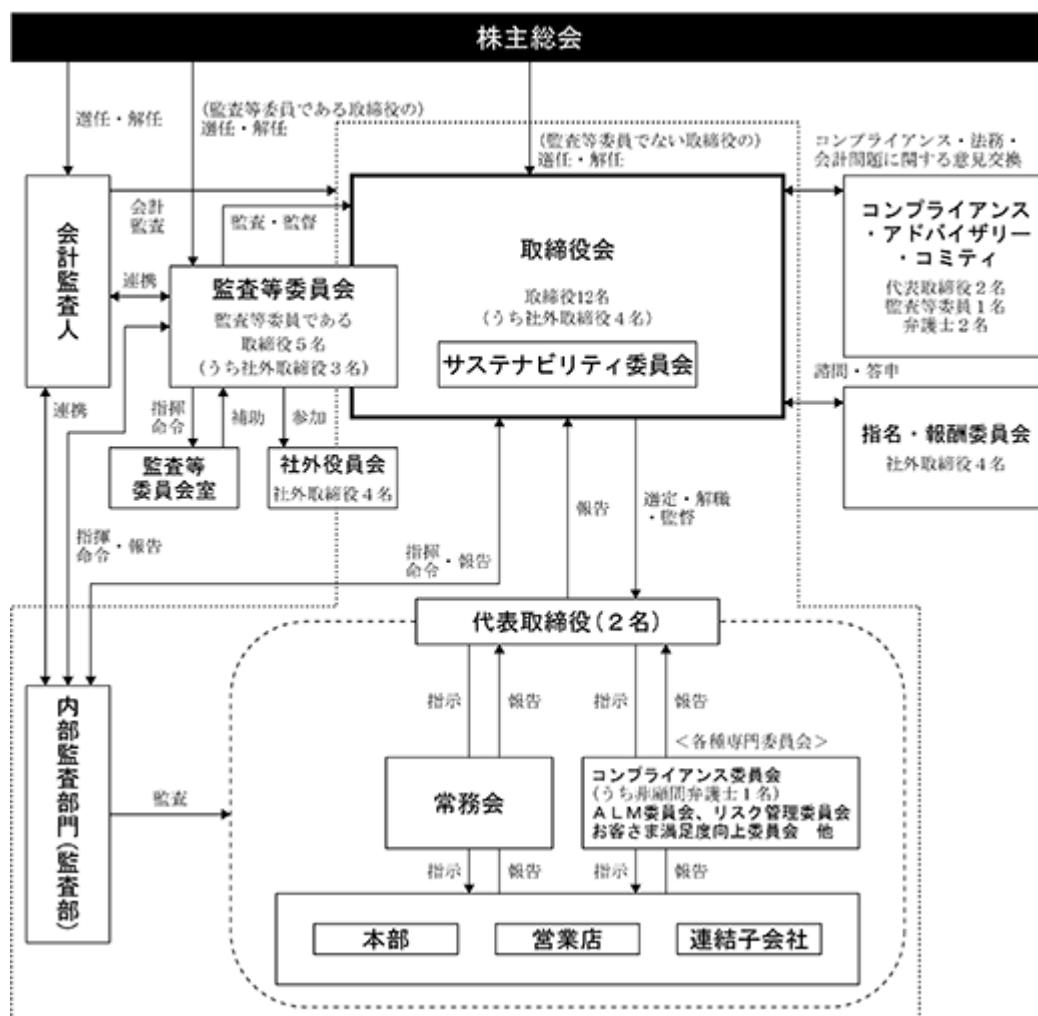 株主総会
選任・解任
(監査等委員である取締役の)
選任・解任
(監査等委員でない取締役の)
選任・解任
コンプライアンス・法務・
会計問題に関する意見交換
会計監査人
会計
監査
監査・監督
連携
監査等委員会
監査等委員である
取締役5名
(うち社外取締役3名)
取締役会
取締役12名
(うち社外取締役4名)
サステナビリティ委員会
コンプライアンス
・アドバイザリー
・コミティ
代表取締役2名
監査等委員1名
弁護士2名
諮問・答申
指名・報酬委員会
社外取締役4名
連携
指揮
命令
補助
参加
監査等
委員会室
社外役員会
社外取締役4名
指揮
命令・報告
指揮
命令・報告
報告
選定・解職
・監督
代表取締役(2名)
指示
報告
指示
報告
<各種専門委員会>
内部監査部門(監査部)
監査
常務会
コンプライアンス委員会
(うち非顧問弁護士1名)
ALM委員会、リスク管理委員会
お客さま満足度向上委員会 他
指示
報告
指示
報告
本部
営業店
連結子会社